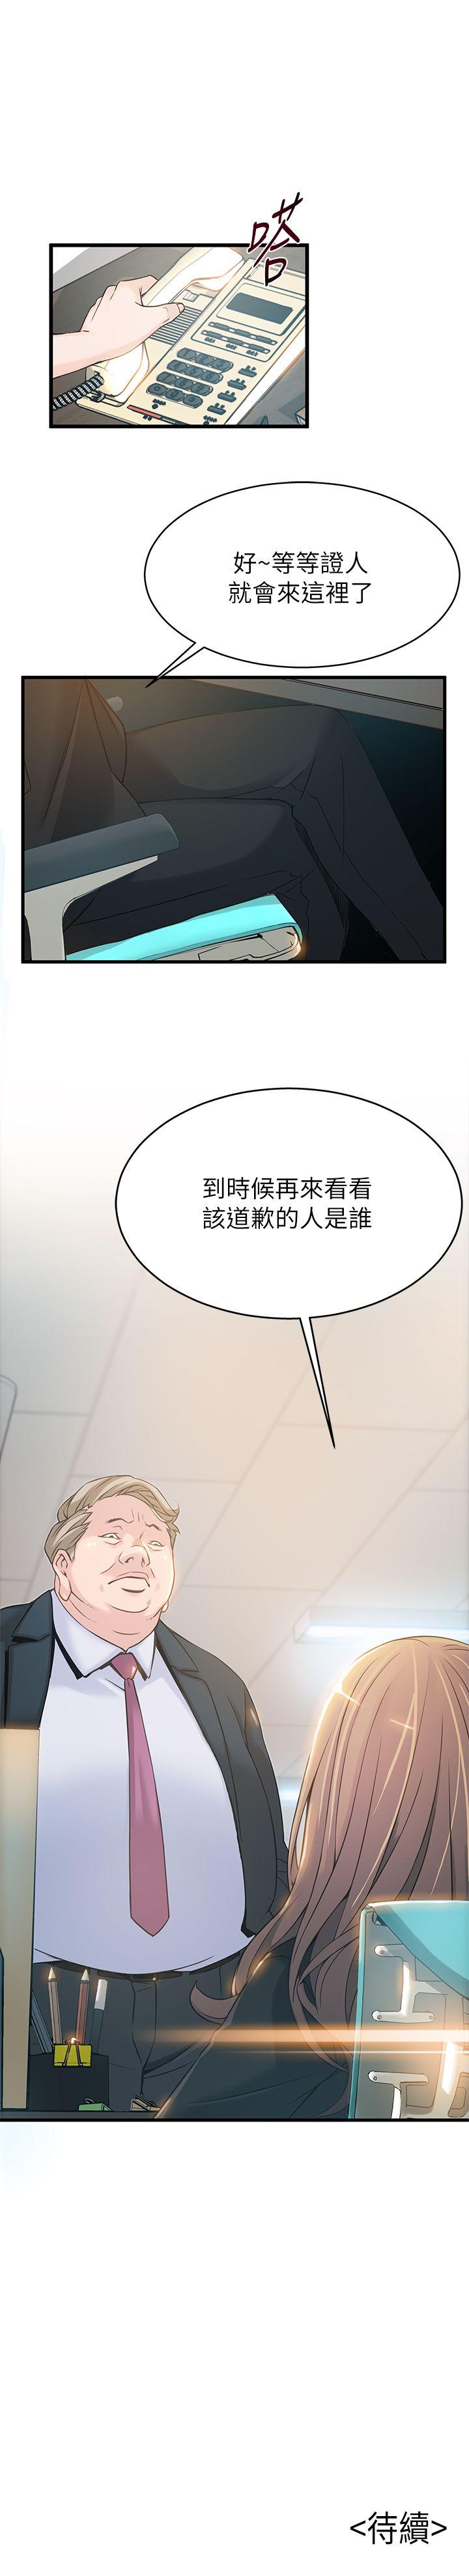 嗒
好~等等證人
就會來這裡了
到時候再來看看
該道歉的人是誰
<待續>